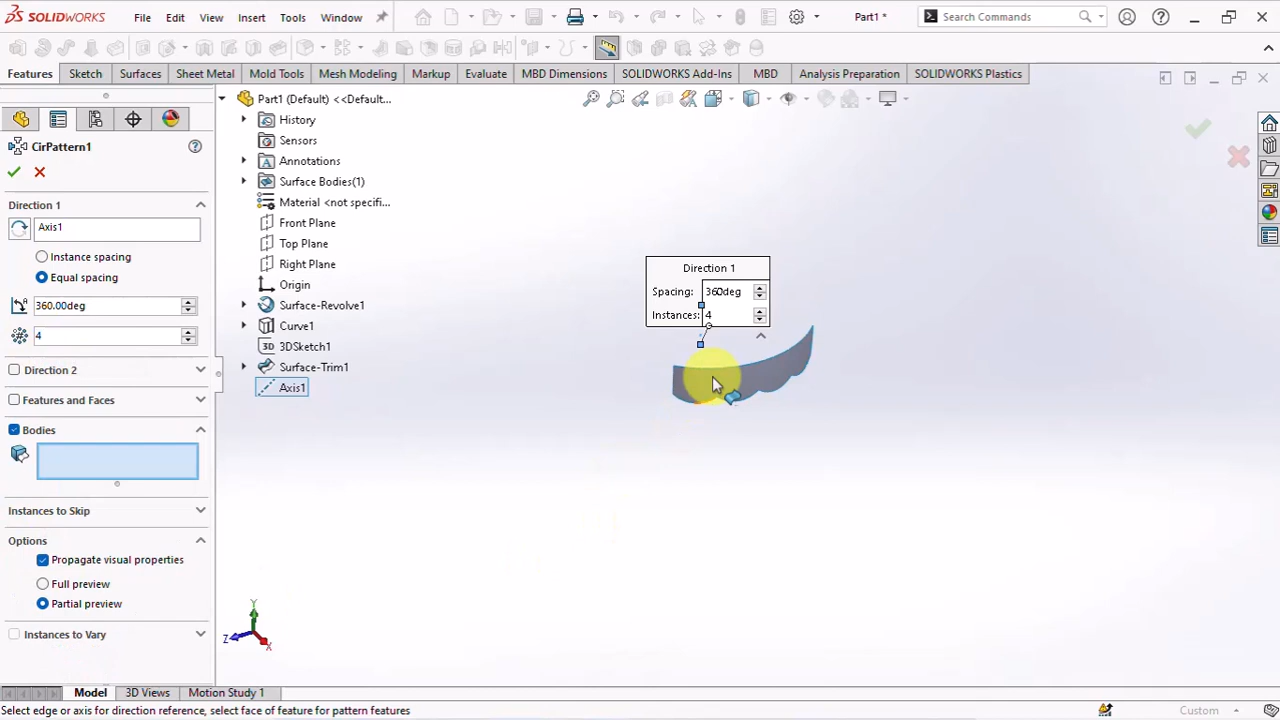 SOLIDWORKS File Edit View Insert Tools Window Part1 * Search Commands
Features Sketch Surfaces Sheet Metal Mold Tools Mesh Modeling Markup Evaluate MBD Dimensions SOLIDWORKS Add-Ins MBD Analysis Preparation SOLIDWORKS Plastics
CirPattern1
Direction 1
Axis1
Instance spacing
Equal spacing
360.00deg
4
Direction 2
Features and Faces
Bodies
Instances to Skip
Options
Propagate visual properties
Full preview
Partial preview
Instances to Vary
Part1 (Default) <<Default...
History
Sensors
Annotations
Surface Bodies(1)
Material <not specifi...
Front Plane
Top Plane
Right Plane
Origin
Surface-Revolve1
Curve1
3DSketch1
Surface-Trim1
Axis1
Direction 1
Spacing: 360deg
Instances: 4
Y
Z
X
Model 3D Views Motion Study 1
Select edge or axis for direction reference, select face of feature for pattern features
Custom